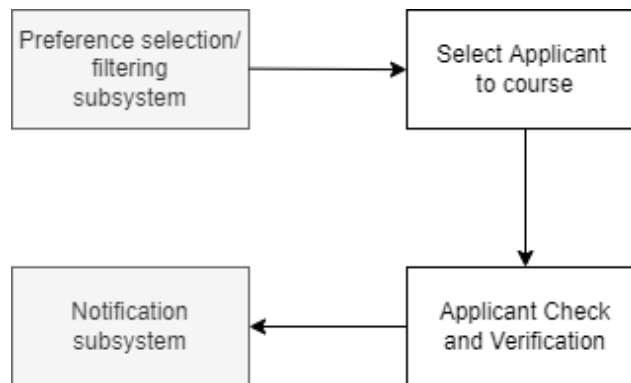 Preference selection/
filtering
subsystem
Select Applicant
to course
Notification
subsystem
Applicant Check
and Verification